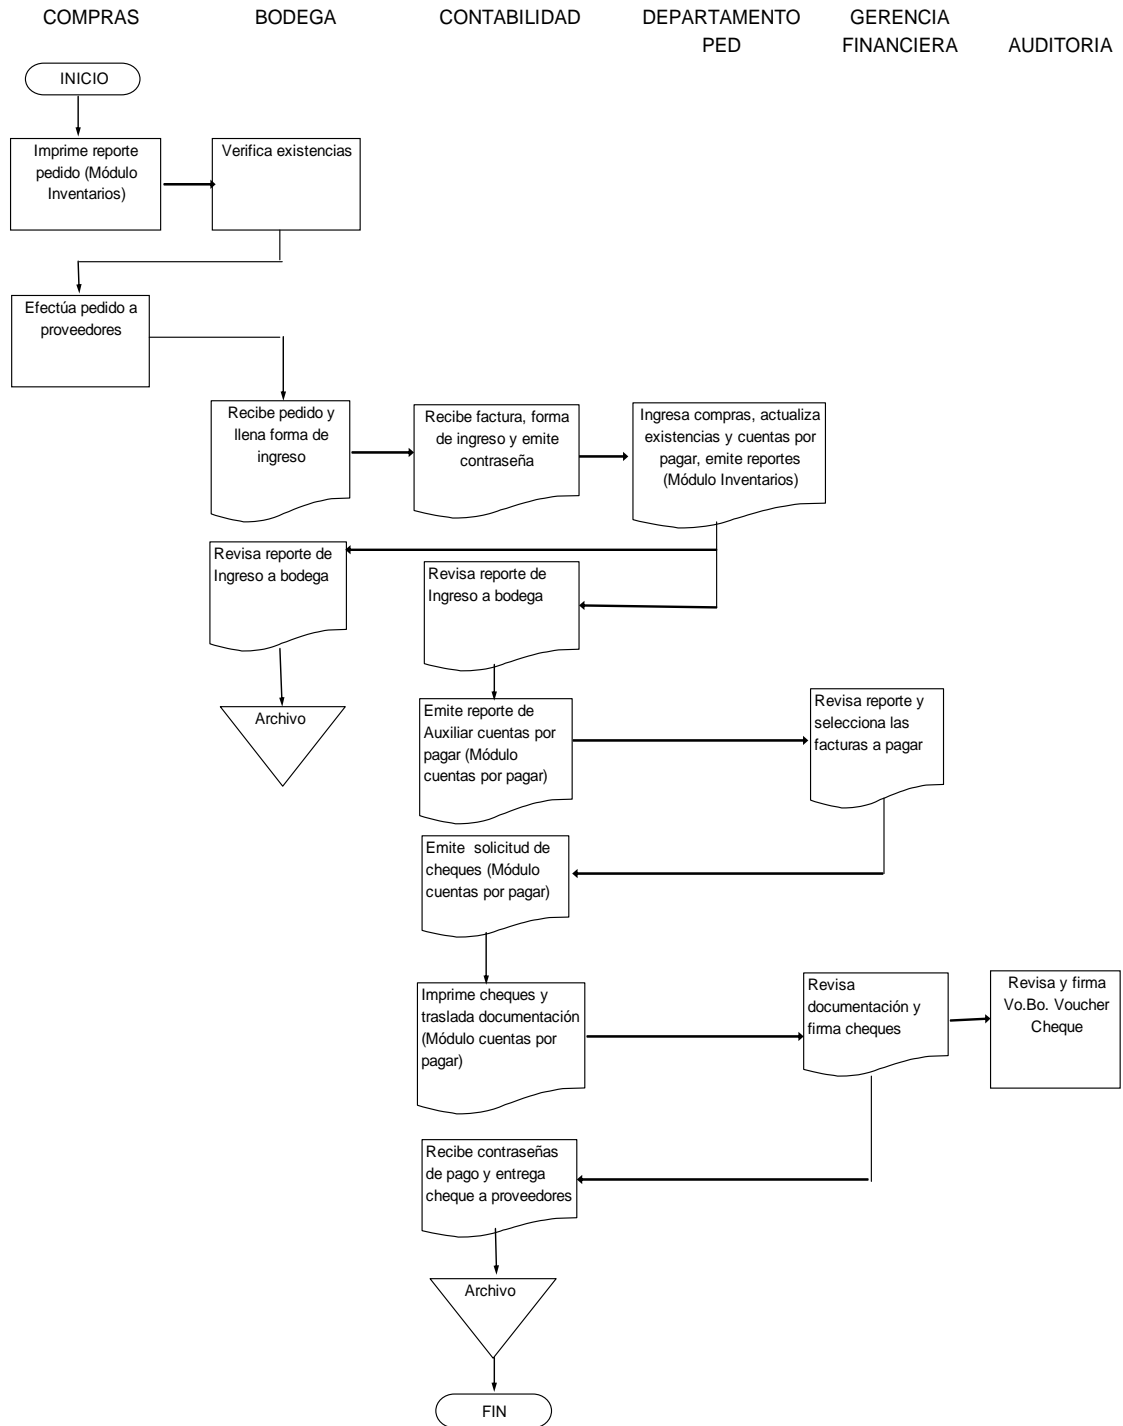 COMPRAS
BODEGA
CONTABILIDAD
DEPARTAMENTO
PED
GERENCIA
FINANCIERA
AUDITORIA
INICIO
Imprime reporte
pedido (Módulo
Inventarios)
Verifica existencias
Efectúa pedido a
proveedores
Recibe pedido y
llena forma de
ingreso
Recibe factura, forma
de ingreso y emite
contraseña
Ingresa compras, actualiza
existencias y cuentas por
pagar, emite reportes
(Módulo Inventarios)
Revisa reporte de
Ingreso a bodega
Revisa reporte de
Ingreso a bodega
Archivo
Emite reporte de
Auxiliar cuentas por
pagar (Módulo
cuentas por pagar)
Revisa reporte y
selecciona las
facturas a pagar
Emite solicitud de
cheques (Módulo
cuentas por pagar)
Imprime cheques y
traslada documentación
(Módulo cuentas por
pagar)
Revisa
documentación y
firma cheques
Revisa y firma
Vo.Bo. Voucher
Cheque
Recibe contraseñas
de pago y entrega
cheque a proveedores
Archivo
FIN